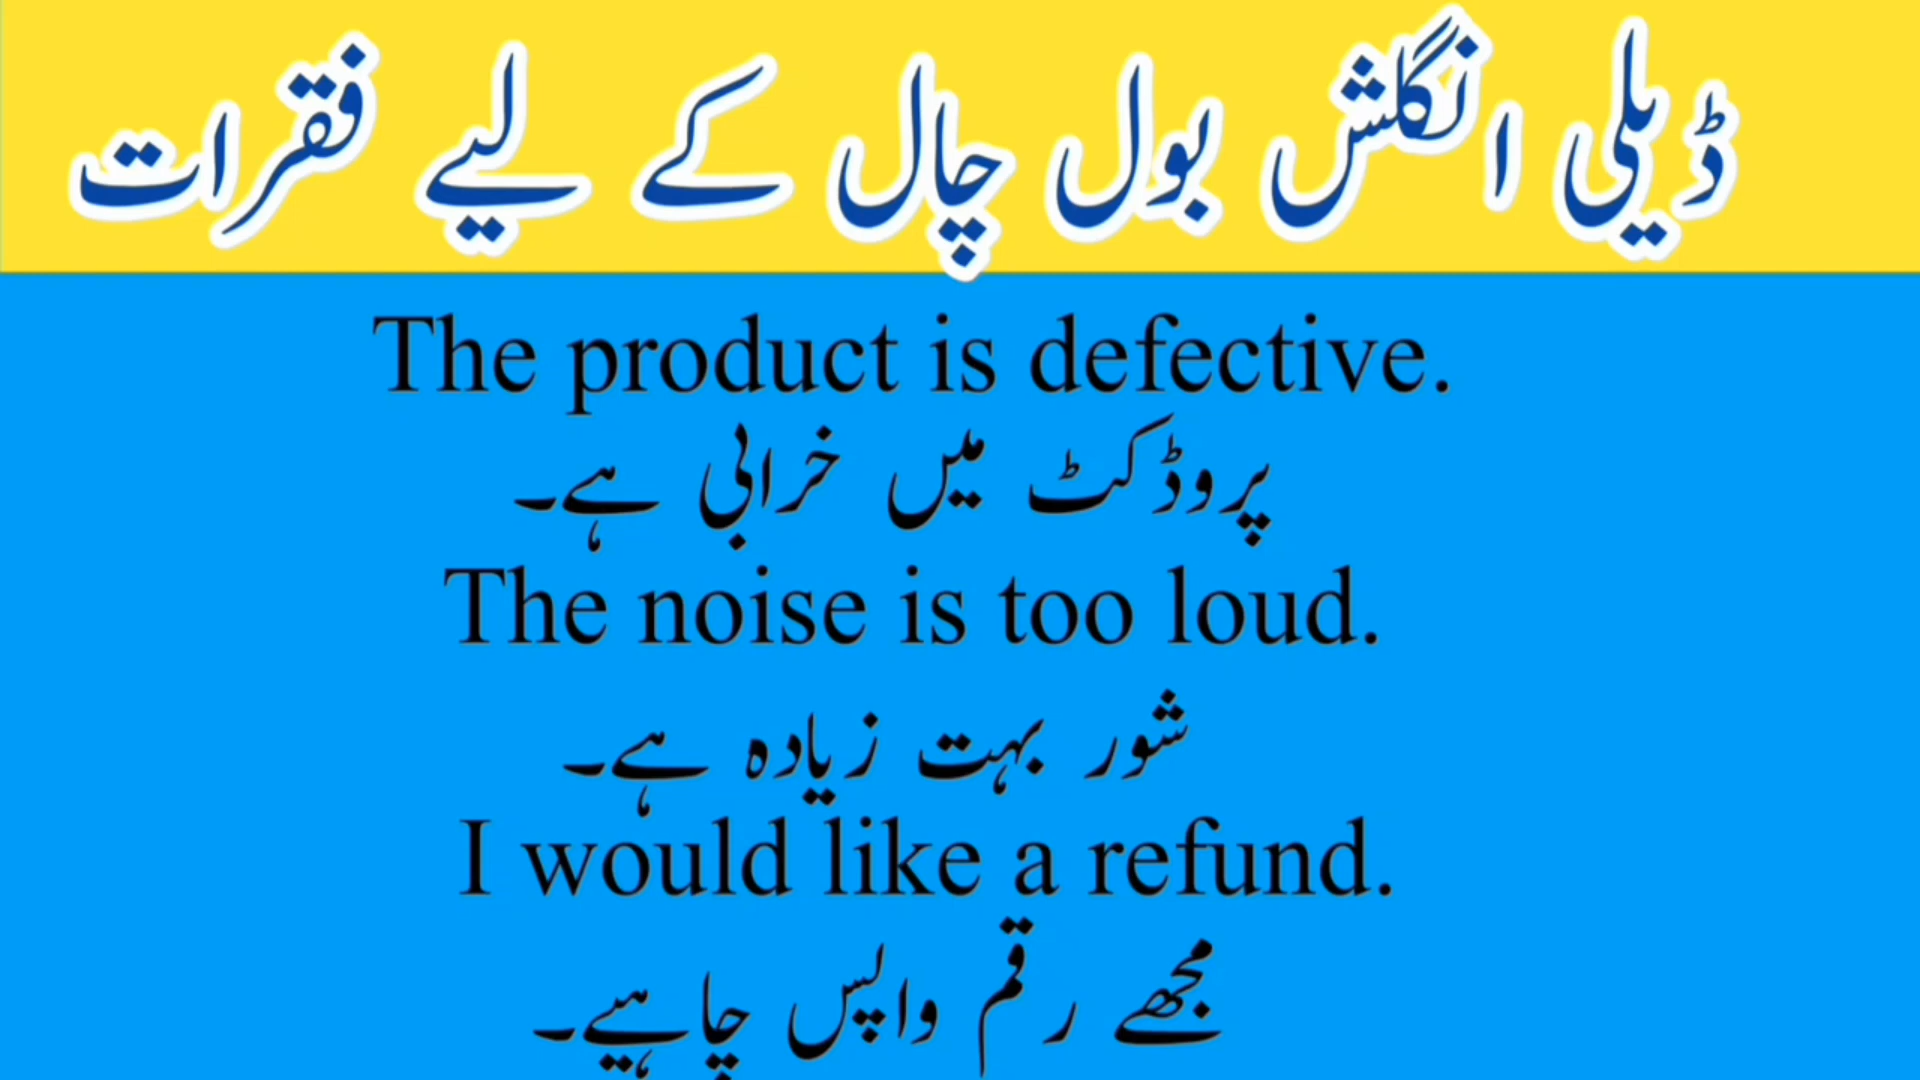 ڈیلی انگلش بول چال کے لیے فقرات
The product is defective.
پروڈکٹ میں خرابی ہے۔
The noise is too loud.
شور بہت زیادہ ہے۔
I would like a refund.
مجھے رقم واپس چاہیے۔